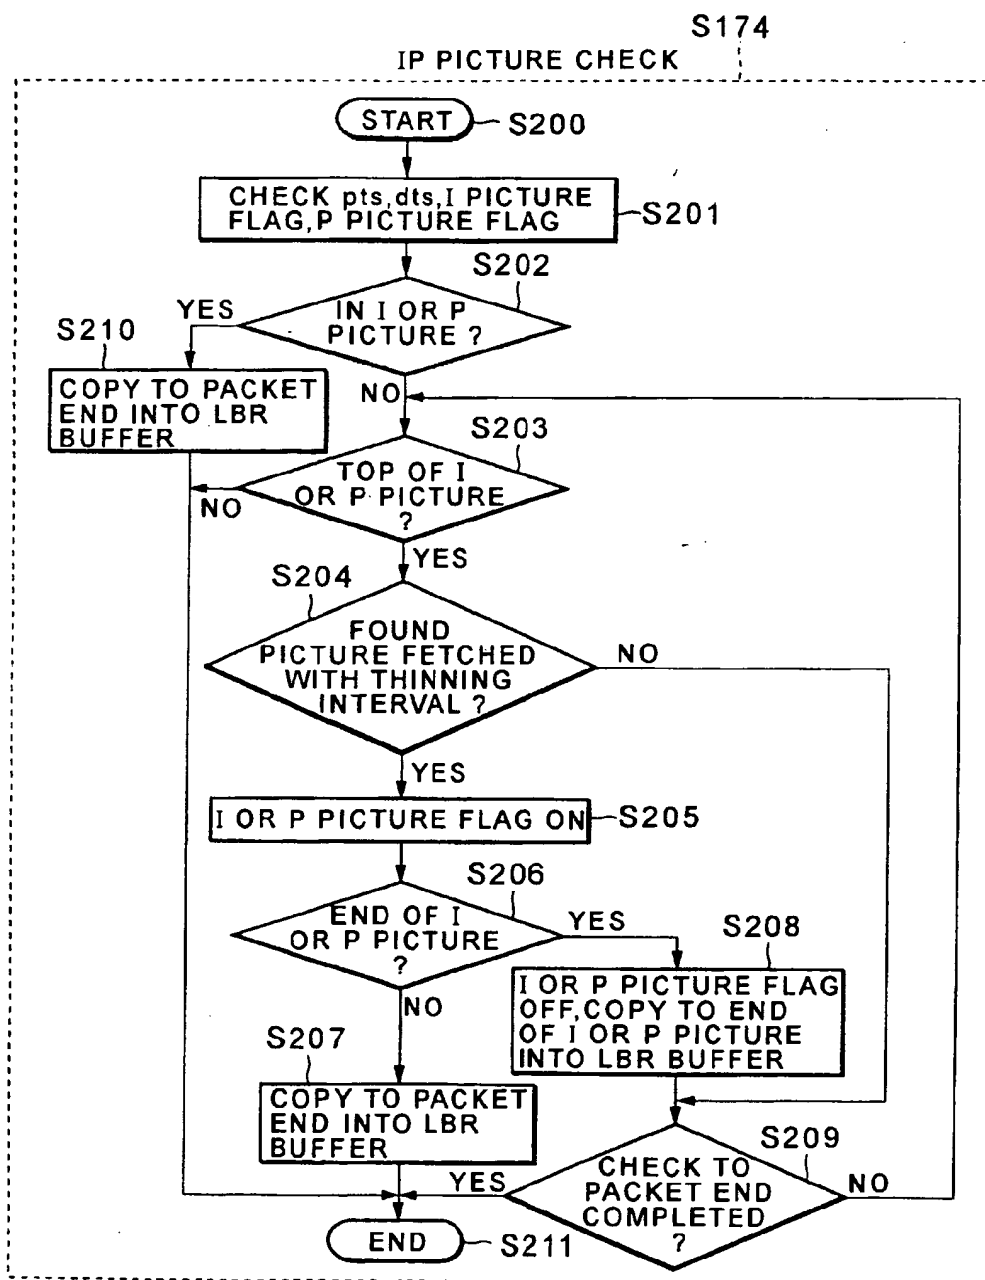 S174
IP PICTURE CHECK
START
S200
CHECK pts,dts,I PICTURE
FLAG,P PICTURE FLAG
S201
S202
IN I OR P
PICTURE ?
YES
NO
S210
COPY TO PACKET
END INTO LBR
BUFFER
S203
TOP OF I
OR P PICTURE
?
NO
YES
S204
FOUND
PICTURE FETCHED
WITH THINNING
INTERVAL ?
NO
YES
I OR P PICTURE FLAG ON
S205
S206
END OF I
OR P PICTURE
?
YES
NO
S208
I OR P PICTURE FLAG
OFF,COPY TO END
OF I OR P PICTURE
INTO LBR BUFFER
S207
COPY TO PACKET
END INTO LBR
BUFFER
S209
CHECK TO
PACKET END
COMPLETED
?
YES
NO
END
S211